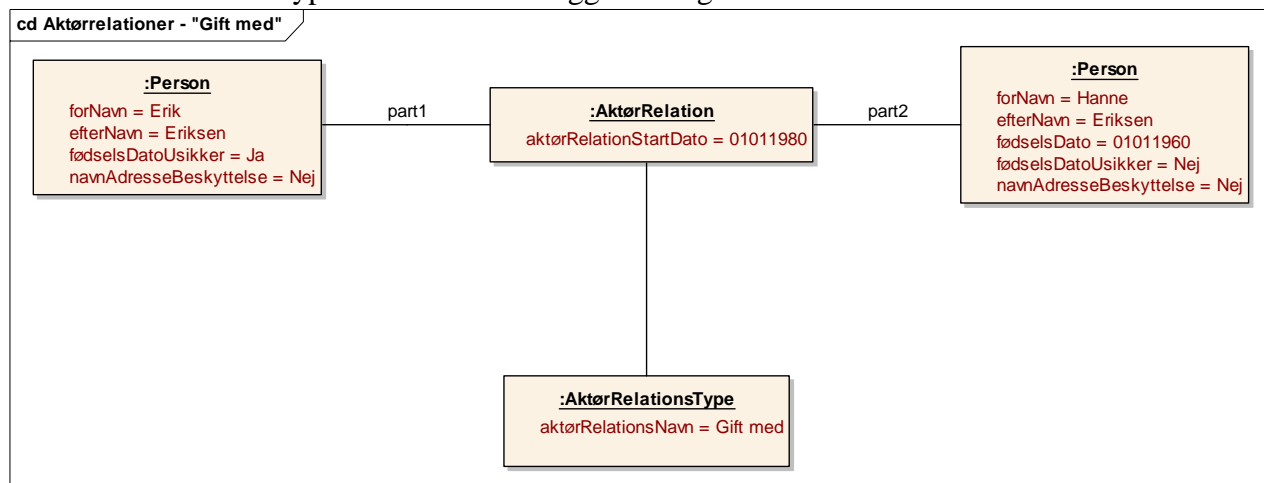 cd Aktørrelationer - "Gift med"
:Person
forNavn = Erik
efterNavn = Eriksen
fødselsDatoUsikker = Ja
navnAdresseBeskyttelse = Nej
part1
:AktørRelation
aktørRelationStartDato = 01011980
part2
:Person
forNavn = Hanne
efterNavn = Eriksen
fødselsDato = 01011960
fødselsDatoUsikker = Nej
navnAdresseBeskyttelse = Nej
:AktørRelationsType
aktørRelationsNavn = Gift med